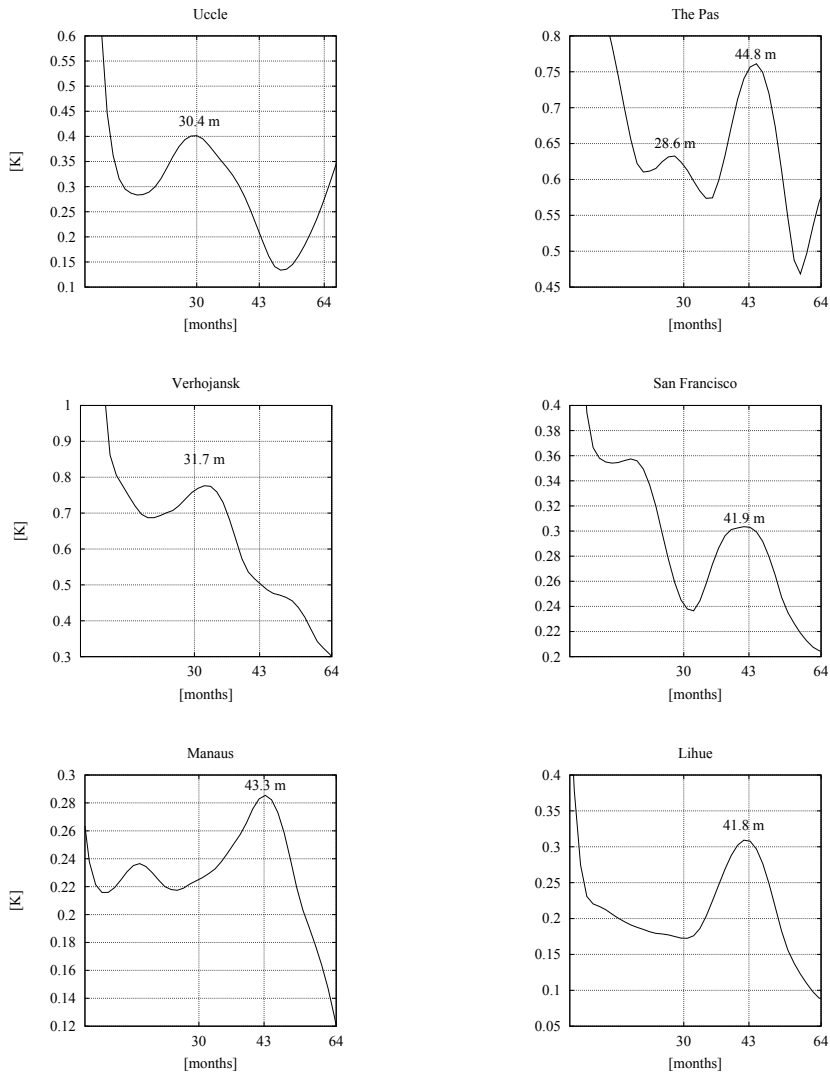 Uccle
0.6
0.55
0.5
0.45
0.4
0.35
0.3
0.25
0.2
0.15
0.1
[K]
30.4 m
30 43 64
[months]
The Pas
0.8
0.75
0.7
0.65
0.6
0.55
0.5
0.45
44.8 m
28.6 m
30 43 64
[months]
Verhojansk
1
0.9
0.8
0.7
0.6
0.5
0.4
0.3
[K]
31.7 m
30 43 64
[months]
San Francisco
0.4
0.38
0.36
0.34
0.32
0.3
0.28
0.26
0.24
0.22
0.2
41.9 m
30 43 64
[months]
Manaus
0.3
0.28
0.26
0.24
0.22
0.2
0.18
0.16
0.14
0.12
[K]
43.3 m
30 43 64
[months]
Lihue
0.4
0.35
0.3
0.25
0.2
0.15
0.1
0.05
41.8 m
30 43 64
[months]